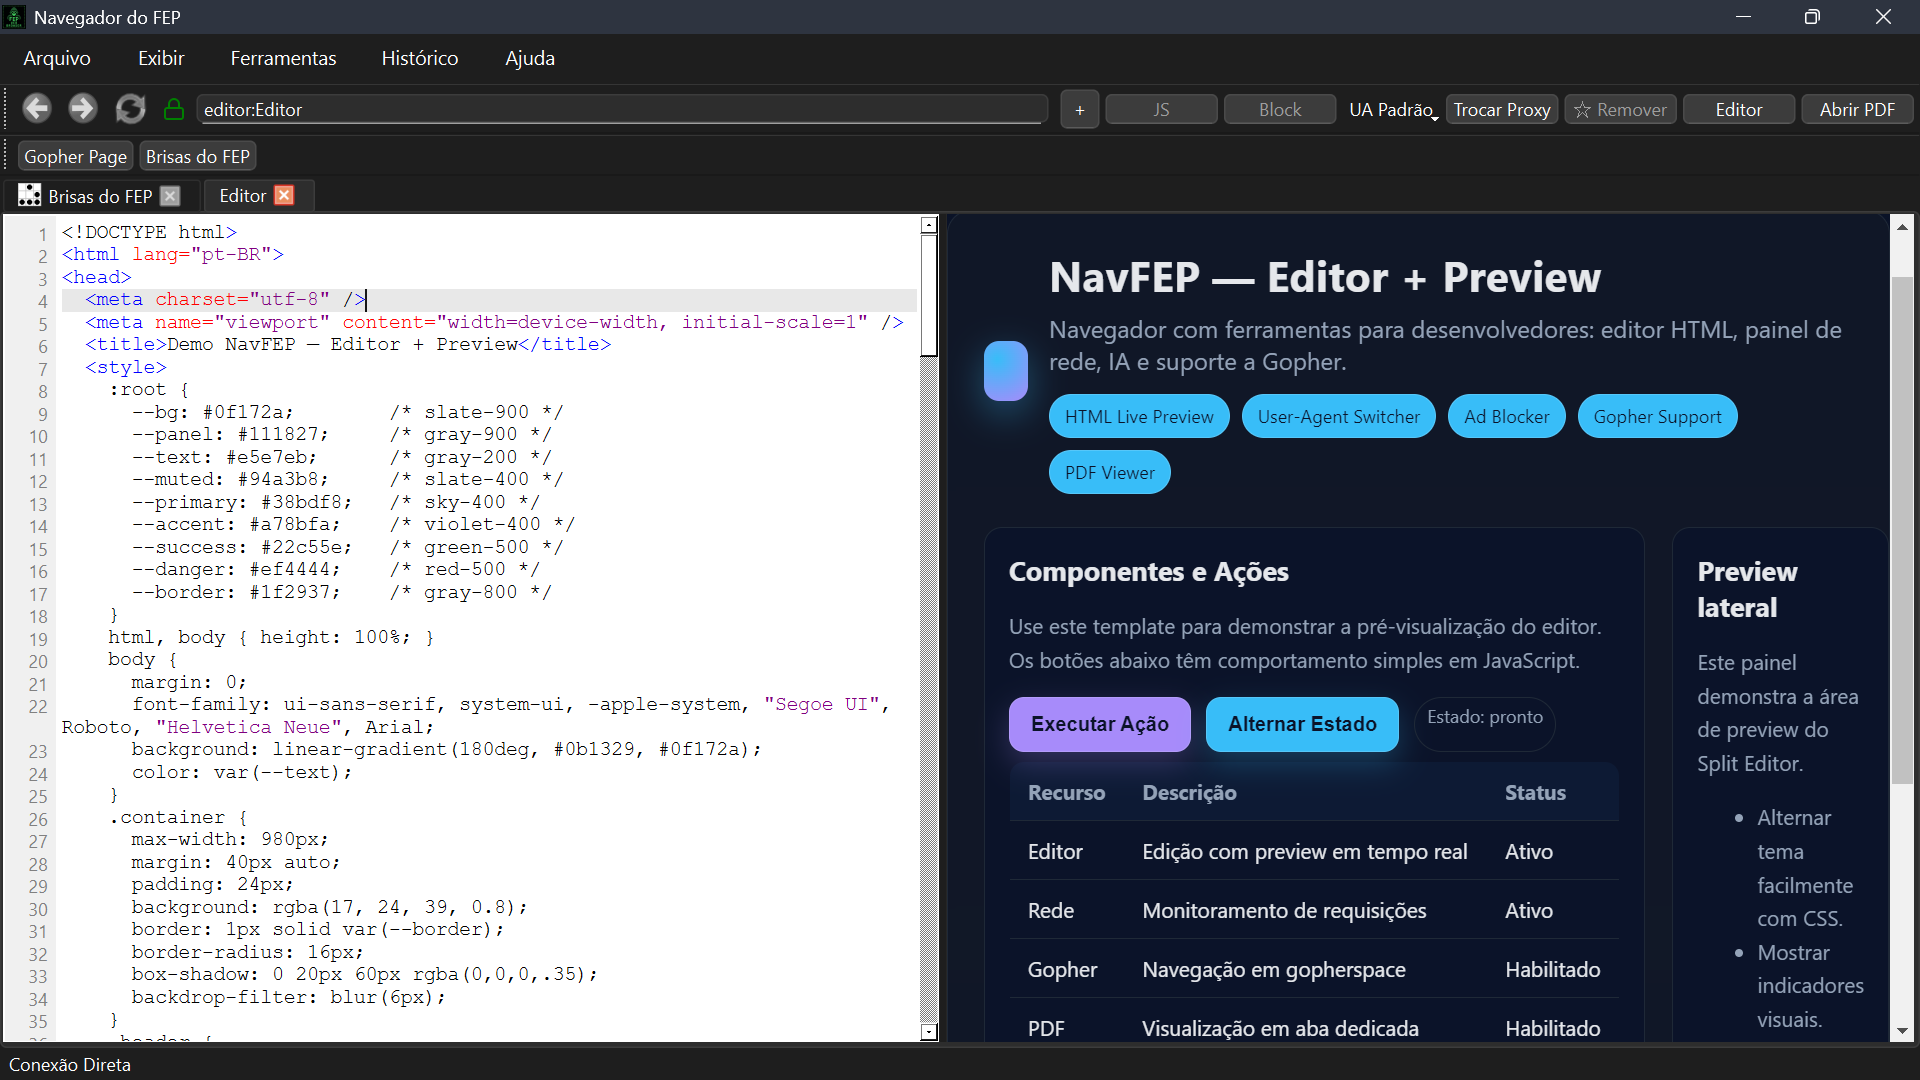 Navegador do FEP
Arquivo Exibir Ferramentas Histórico Ajuda
editor:Editor + JS Block UA Padrão Trocar Proxy ☆ Remover Editor Abrir PDF
Gopher Page Brisas do FEP
Brisas do FEP Editor
1 <!DOCTYPE html>
2 <html lang="pt-BR">
3 <head>
4 <meta charset="utf-8" />
5 <meta name="viewport" content="width=device-width, initial-scale=1" />
6 <title>Demo NavFEP — Editor + Preview</title>
7 <style>
8 :root {
9 --bg: #0f172a; /* slate-900 */
10 --panel: #111827; /* gray-900 */
11 --text: #e5e7eb; /* gray-200 */
12 --muted: #94a3b8; /* slate-400 */
13 --primary: #38bdf8; /* sky-400 */
14 --accent: #a78bfa; /* violet-400 */
15 --success: #22c55e; /* green-500 */
16 --danger: #ef4444; /* red-500 */
17 --border: #1f2937; /* gray-800 */
18 }
19 html, body { height: 100%; }
20 body {
21 margin: 0;
22 font-family: ui-sans-serif, system-ui, -apple-system, "Segoe UI",
Roboto, "Helvetica Neue", Arial;
23 background: linear-gradient(180deg, #0b1329, #0f172a);
24 color: var(--text);
25 }
26 .container {
27 max-width: 980px;
28 margin: 40px auto;
29 padding: 24px;
30 background: rgba(17, 24, 39, 0.8);
31 border: 1px solid var(--border);
32 border-radius: 16px;
33 box-shadow: 0 20px 60px rgba(0,0,0,.35);
34 backdrop-filter: blur(6px);
35 }
NavFEP — Editor + Preview
Navegador com ferramentas para desenvolvedores: editor HTML, painel de
rede, IA e suporte a Gopher.
HTML Live Preview User-Agent Switcher Ad Blocker Gopher Support
PDF Viewer
Componentes e Ações
Use este template para demonstrar a pré-visualização do editor.
Os botões abaixo têm comportamento simples em JavaScript.
Executar Ação Alternar Estado Estado: pronto
Recurso Descrição Status
Editor Edição com preview em tempo real Ativo
Rede Monitoramento de requisições Ativo
Gopher Navegação em gopherspace Habilitado
PDF Visualização em aba dedicada Habilitado
Preview
lateral
Este painel
demonstra a área
de preview do
Split Editor.
• Alternar
tema
facilmente
com CSS.
• Mostrar
indicadores
visuais.
Conexão Direta